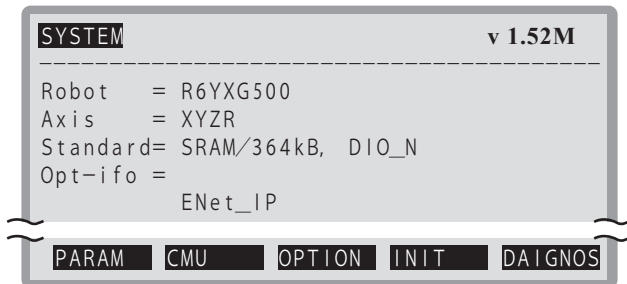 SYSTEM v 1.52M
Robot = R6YXG500
Axis = XYZR
Standard= SRAM/364kB, DIO_N
Opt-ifo =
ENet_IP
PARAM CMU OPTION INIT DAIGNOS